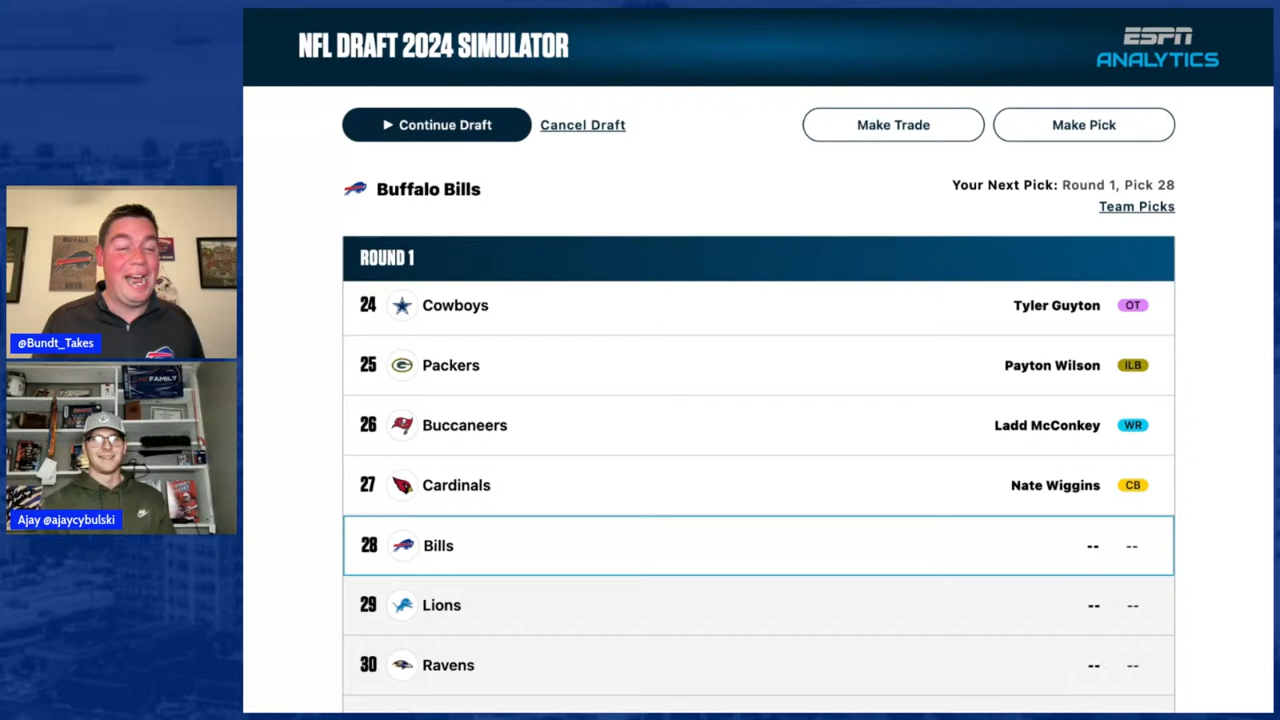 NFL DRAFT 2024 SIMULATOR
ESPN
ANALYTICS
▶ Continue Draft
Cancel Draft
Make Trade
Make Pick
Buffalo Bills
Your Next Pick: Round 1, Pick 28
Team Picks
ROUND 1
24 Cowboys Tyler Guyton OT
25 Packers Payton Wilson ILB
26 Buccaneers Ladd McConkey WR
27 Cardinals Nate Wiggins CB
28 Bills -- --
29 Lions -- --
30 Ravens -- --
BUFFALO
BILLS
@Bundt_Takes
FAMILY
Ajay @ajaycybulski